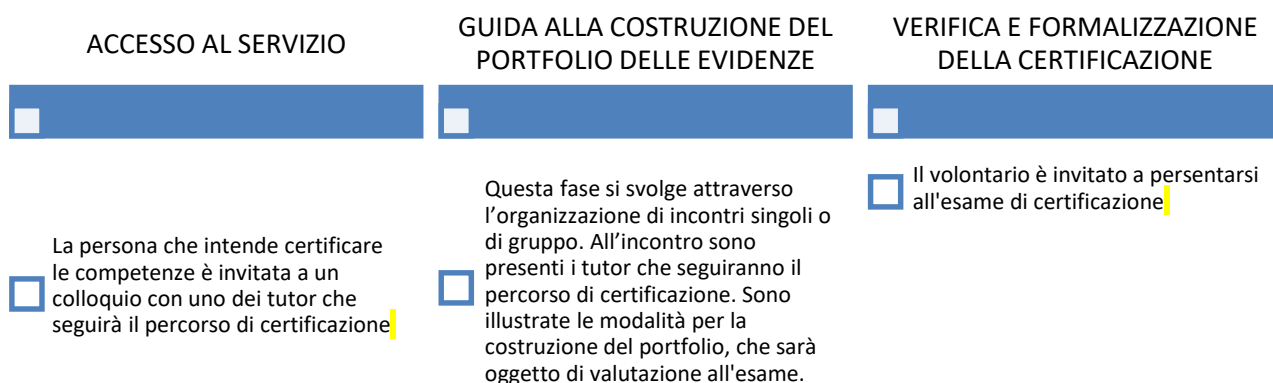 ACCESSO AL SERVIZIO
La persona che intende certificare
le competenze è invitata a un
colloquio con uno dei tutor che
seguirà il percorso di certificazione
GUIDA ALLA COSTRUZIONE DEL
PORTFOLIO DELLE EVIDENZE
Questa fase si svolge attraverso
l’organizzazione di incontri singoli o
di gruppo. All’incontro sono
presenti i tutor che seguiranno il
percorso di certificazione. Sono
illustrate le modalità per la
costruzione del portfolio, che sarà
oggetto di valutazione all'esame.
VERIFICA E FORMALIZZAZIONE
DELLA CERTIFICAZIONE
Il volontario è invitato a persentarsi
all'esame di certificazione